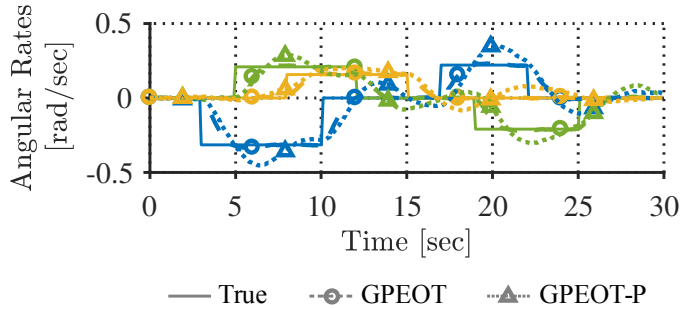 Angular Rates
[rad/sec]
0.5
0
-0.5
0 5 10 15 20 25 30
Time [sec]
True GPEOT GPEOT-P